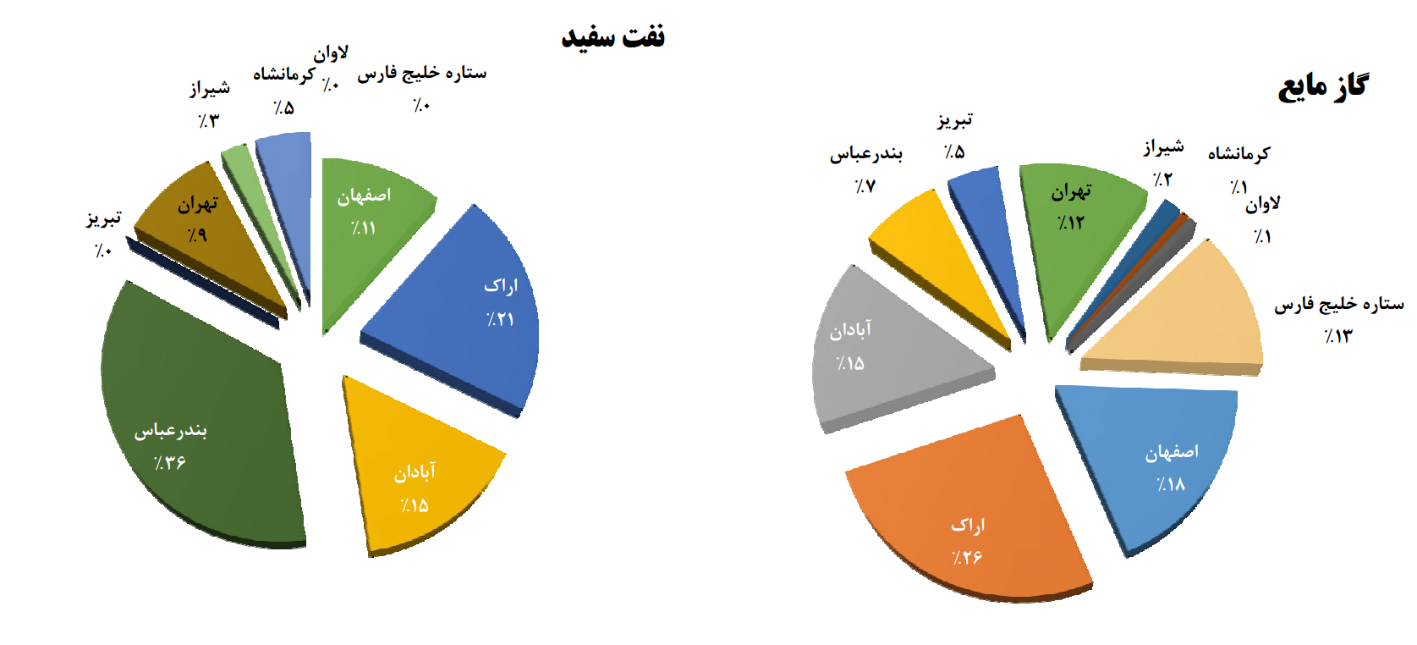 گاز مایع
تهران
٪۱۲
شیراز
٪۲
کرمانشاه
٪۱
لاوان
٪۱
ستاره خلیج فارس
٪۱۳
اصفهان
٪۱۸
اراک
٪۲۶
آبادان
٪۱۵
بندرعباس
٪۷
تبریز
٪۵
نفت سفید
اصفهان
٪۱۱
اراک
٪۲۱
آبادان
٪۱۵
بندرعباس
٪۳۶
تبریز
٪۰
تهران
٪۹
شیراز
٪۳
کرمانشاه
٪۵
لاوان
٪۰
ستاره خلیج فارس
٪۰